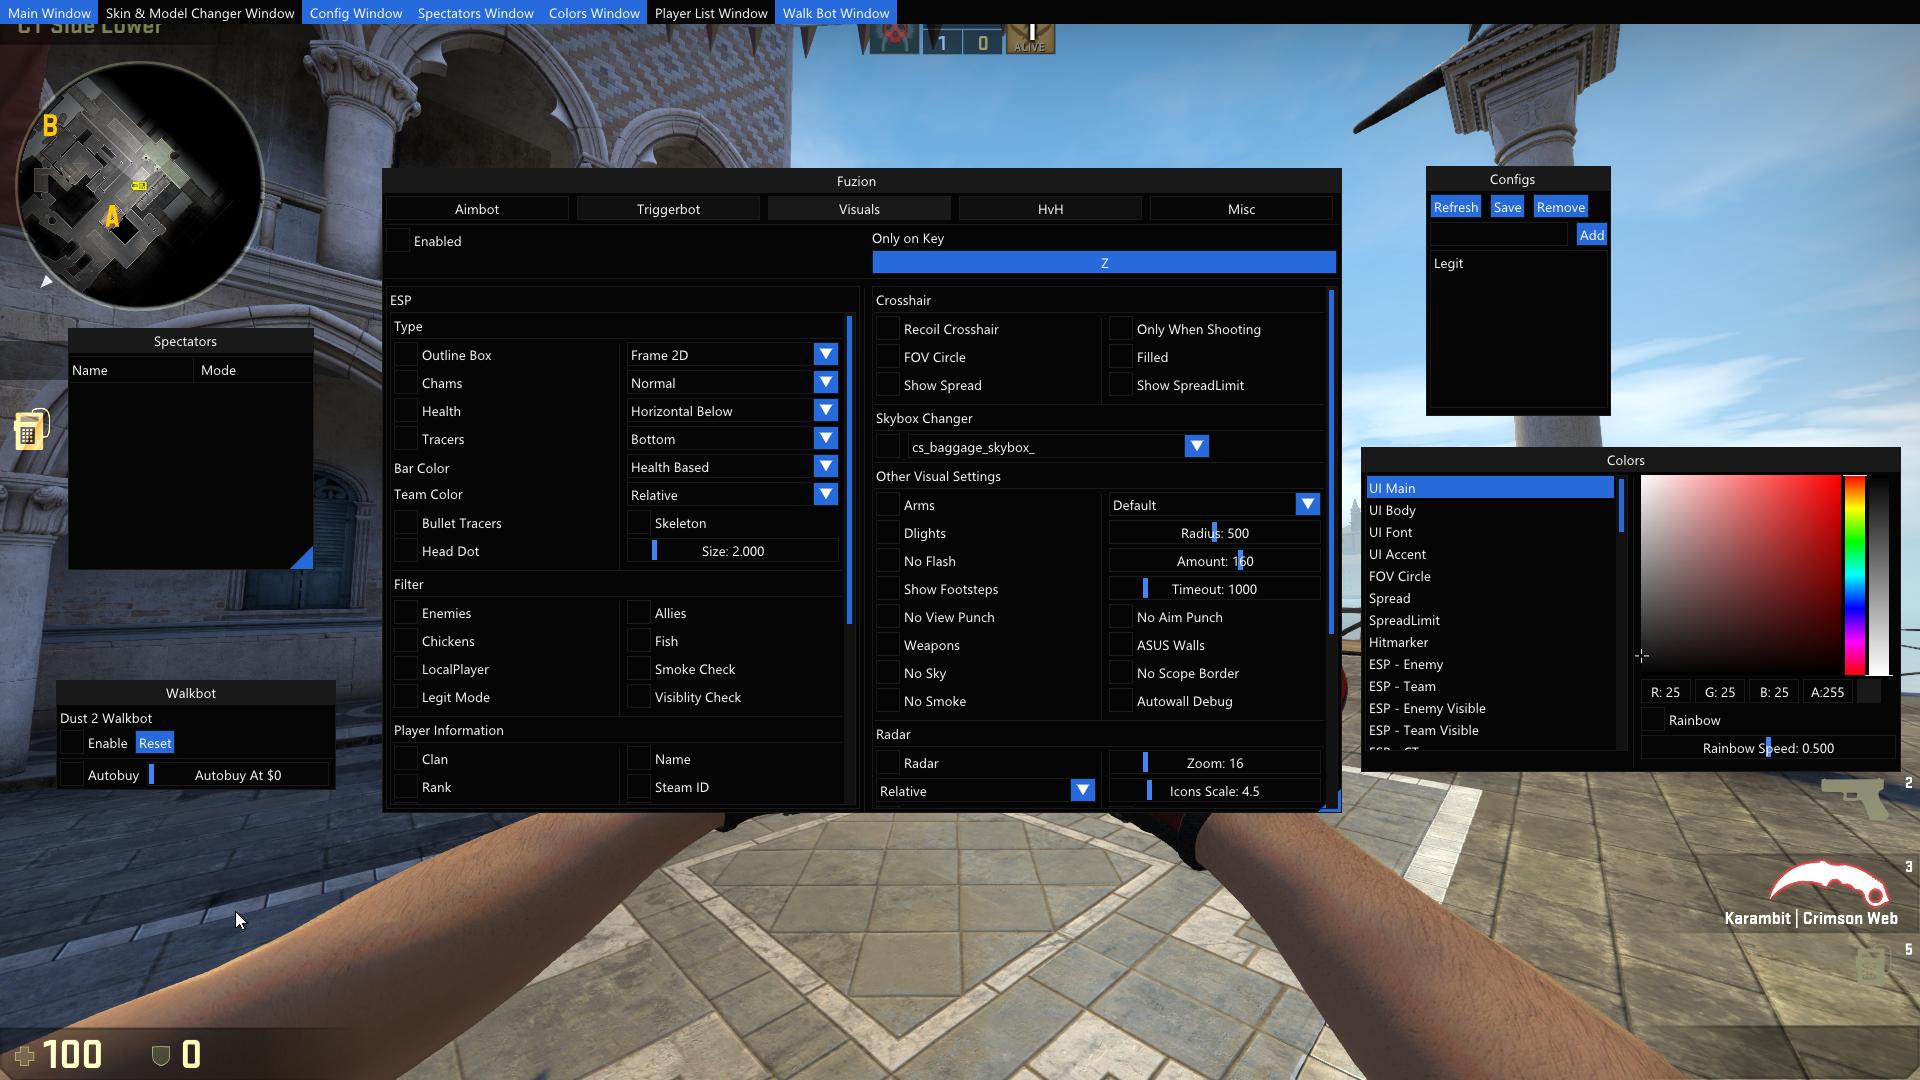 Main Window Skin & Model Changer Window Config Window Spectators Window Colors Window Player List Window Walk Bot Window
CT Side Lower
1 0 1
ALIVE
B
A
Fuzion
Aimbot Triggerbot Visuals HvH Misc
Enabled
Only on Key
Z
ESP
Type
Outline Box Frame 2D
Chams Normal
Health Horizontal Below
Tracers Bottom
Bar Color Health Based
Team Color Relative
Bullet Tracers Skeleton
Head Dot Size: 2.000
Filter
Enemies Allies
Chickens Fish
LocalPlayer Smoke Check
Legit Mode Visiblity Check
Player Information
Clan Name
Rank Steam ID
Crosshair
Recoil Crosshair Only When Shooting
FOV Circle Filled
Show Spread Show SpreadLimit
Skybox Changer
cs_baggage_skybox_
Other Visual Settings
Arms Default
Dlights Radius: 500
No Flash Amount: 160
Show Footsteps Timeout: 1000
No View Punch No Aim Punch
Weapons ASUS Walls
No Sky No Scope Border
No Smoke Autowall Debug
Radar
Radar Zoom: 16
Relative Icons Scale: 4.5
Spectators
Name Mode
Walkbot
Dust 2 Walkbot
Enable Reset
Autobuy Autobuy At $0
Configs
Refresh Save Remove
Add
Legit
Colors
UI Main
UI Body
UI Font
UI Accent
FOV Circle
Spread
SpreadLimit
Hitmarker
ESP - Enemy
ESP - Team
ESP - Enemy Visible
ESP - Team Visible
ESP - CT
R: 25 G: 25 B: 25 A:255
Rainbow
Rainbow Speed: 0.500
2
3
Karambit | Crimson Web
5
100 0